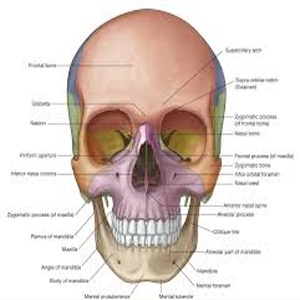 Superciliary arch
Frontal bone
Supra-orbital notch
(foramen)
Glabella
Nasion
Zygomatic process
(of frontal bone)
Nasal bone
Piriform aperture
Inferior nasal concha
Frontal process (of maxilla)
Zygomatic bone
Infra-orbital foramen
Nasal crest
Zygomatic process (of maxilla)
Anterior nasal spine
Alveolar process
Oblique line
Ramus of mandible
Maxilla
Alveolar part of mandible
Angle of mandible
Body of mandible
Mandible
Mental foramen
Mental protuberance
Mental tubercle